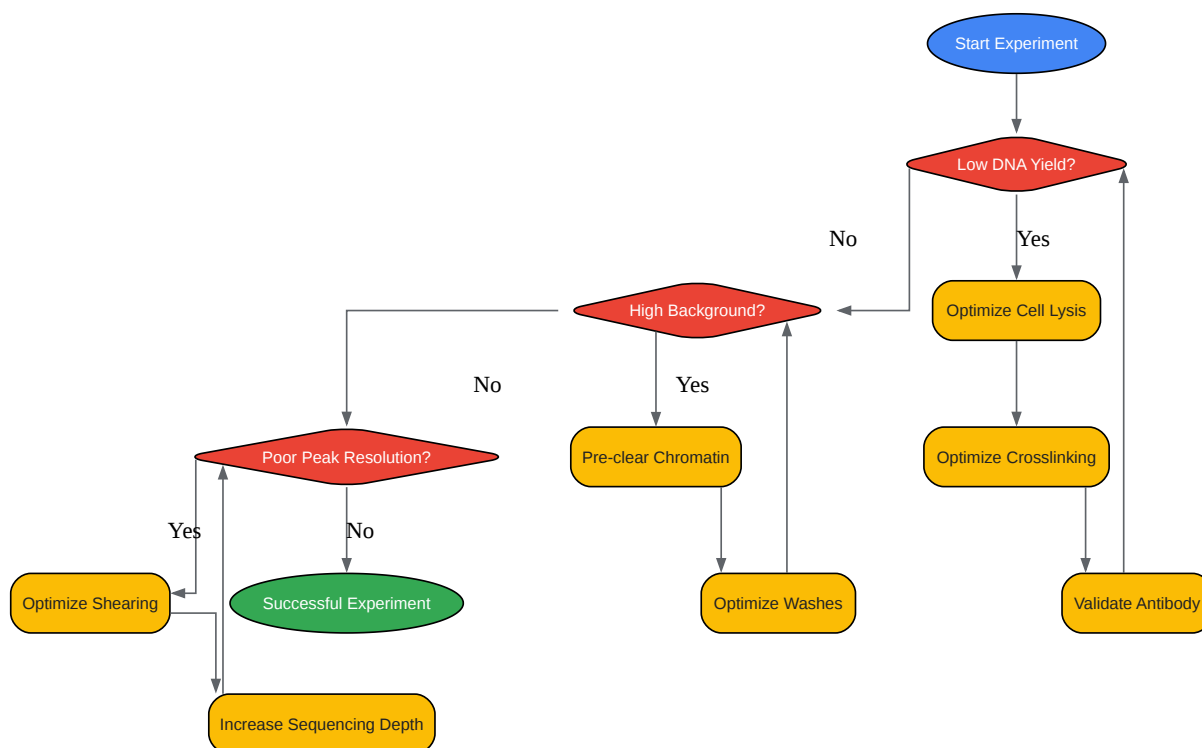 Start Experiment
Low DNA Yield?
No
Yes
High Background?
Optimize Cell Lysis
No
Yes
Poor Peak Resolution?
Pre-clear Chromatin
Optimize Crosslinking
Yes
No
Optimize Shearing
Successful Experiment
Optimize Washes
Validate Antibody
Increase Sequencing Depth